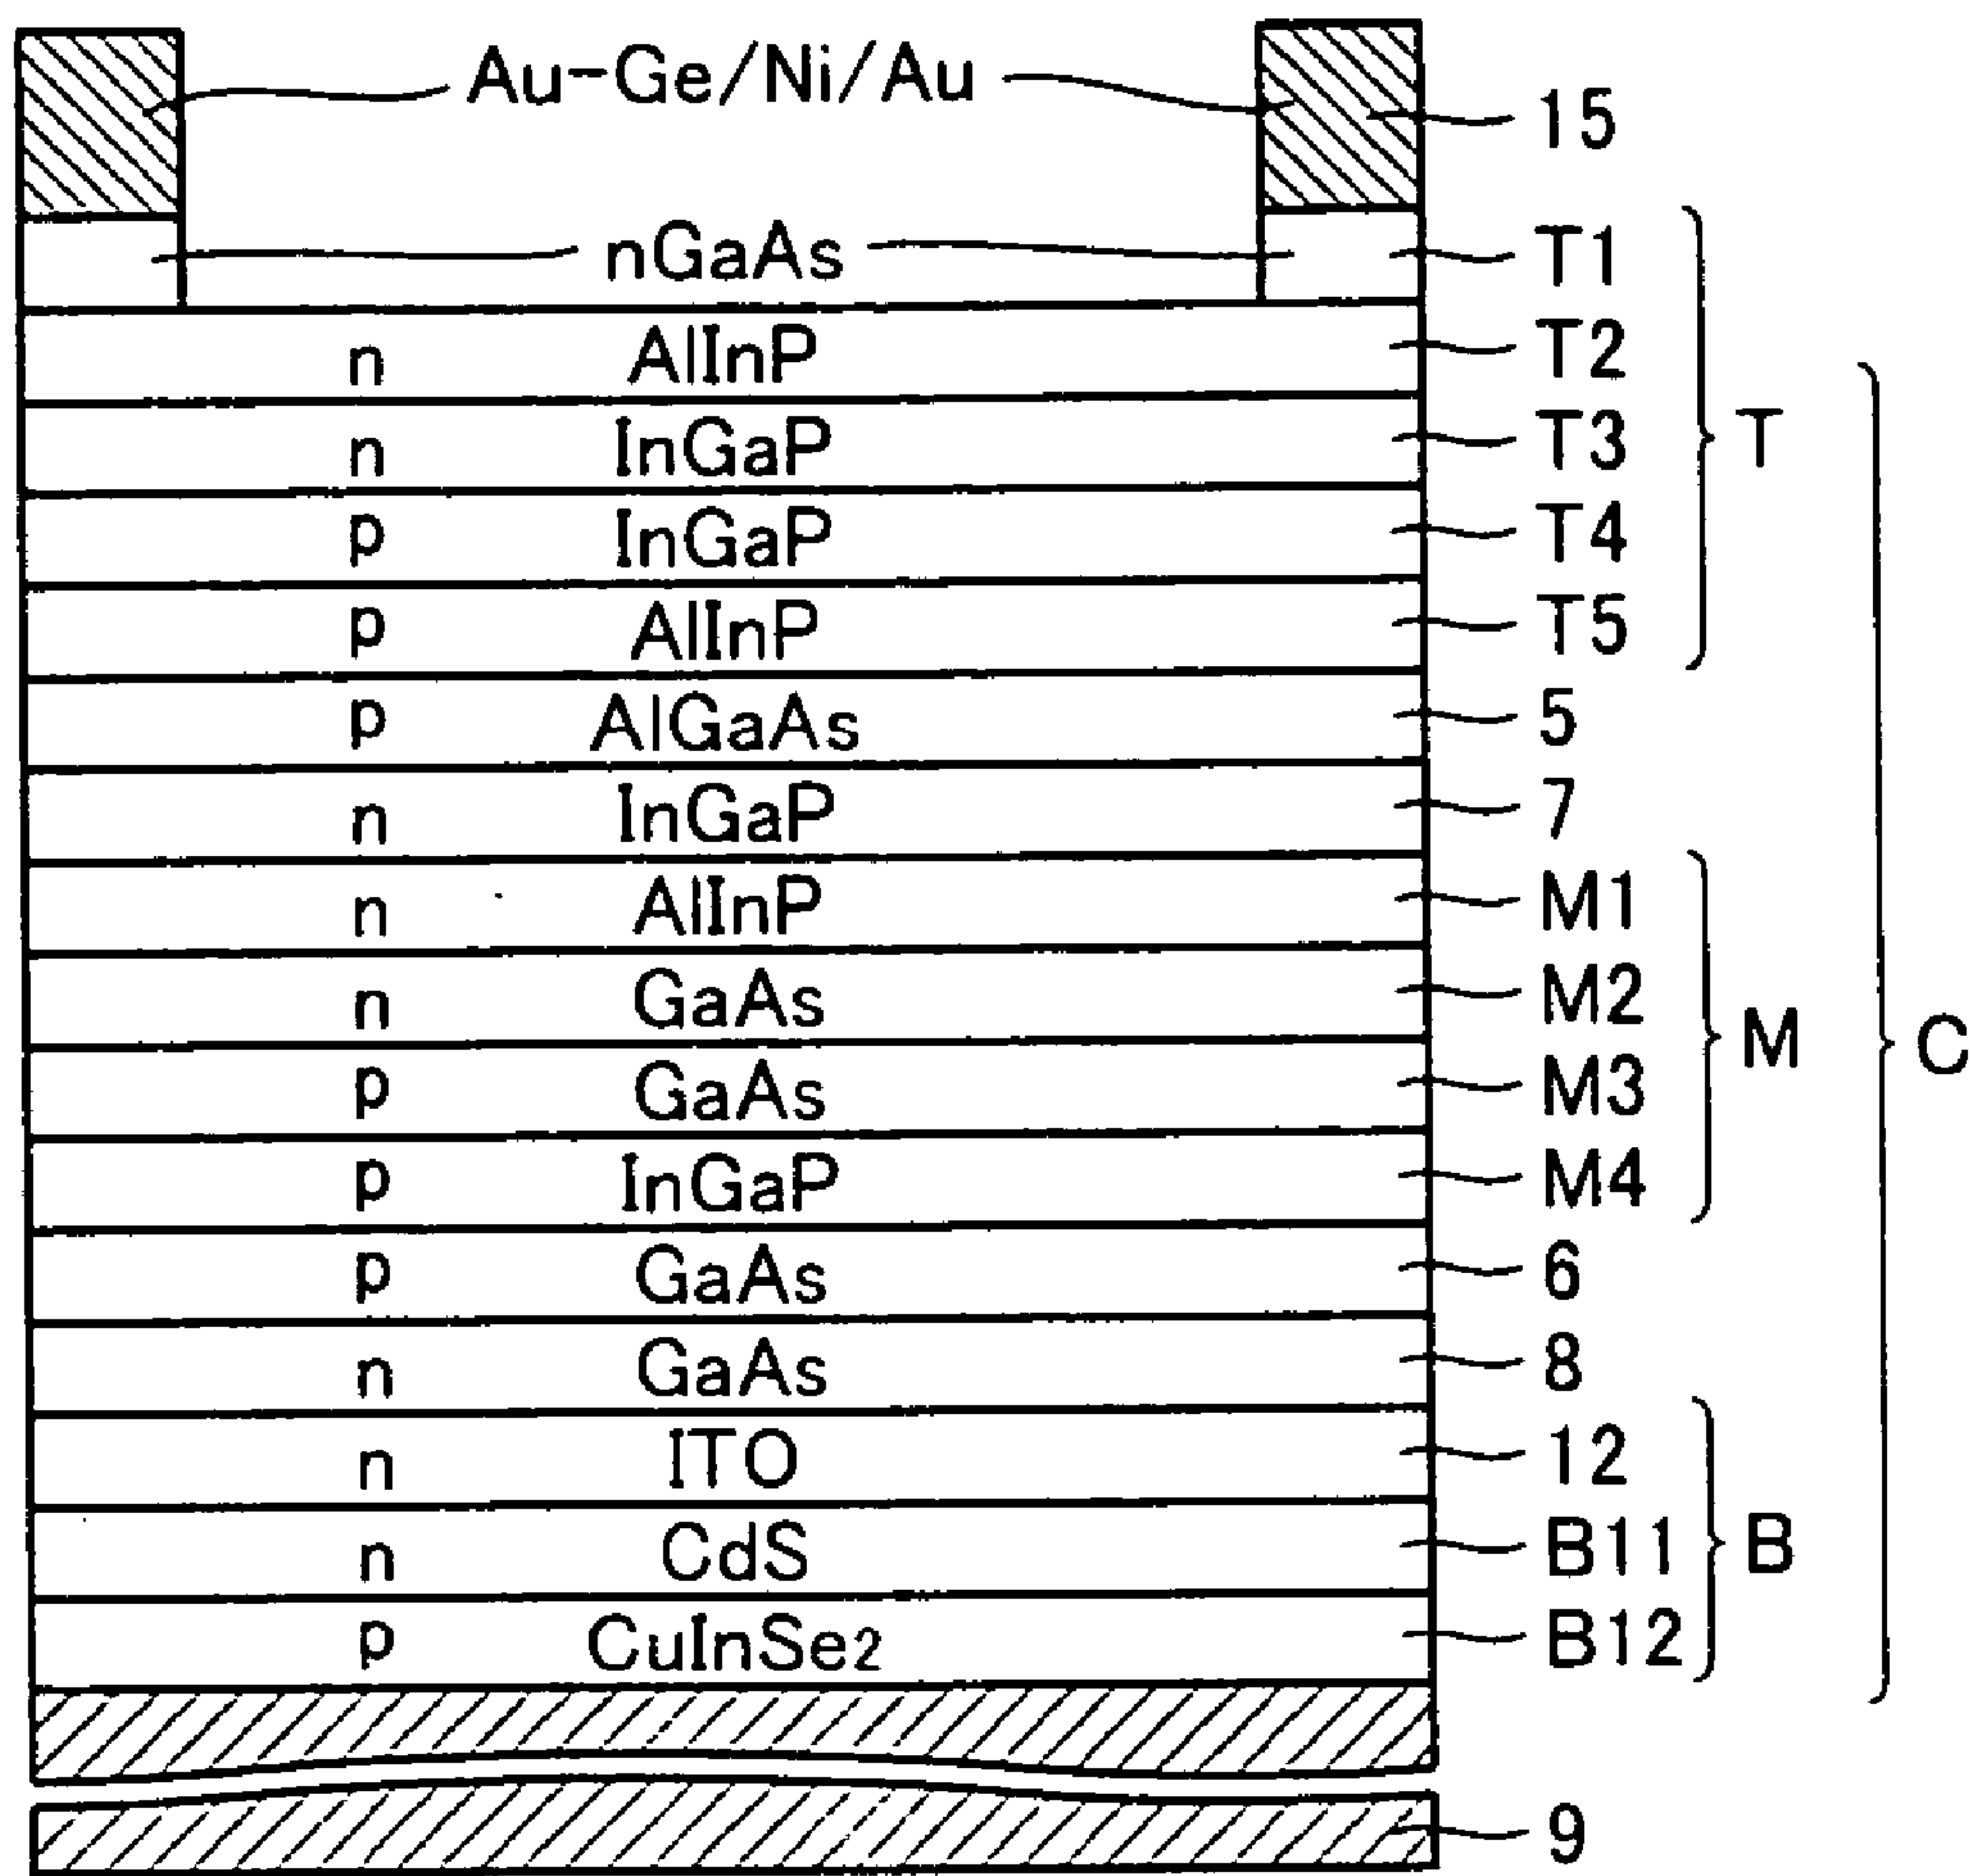 Au-Ge/Ni/Au 15
nGaAs T1
n AlInP T2
n InGaP T3
T
p InGaP T4
p AlInP T5
p AlGaAs 5
n InGaP 7
n AlInP M1
n GaAs M2
M C
p GaAs M3
p InGaP M4
p GaAs 6
n GaAs 8
n ITO 12
n CdS B11 B
p CuInSe2 B12
9